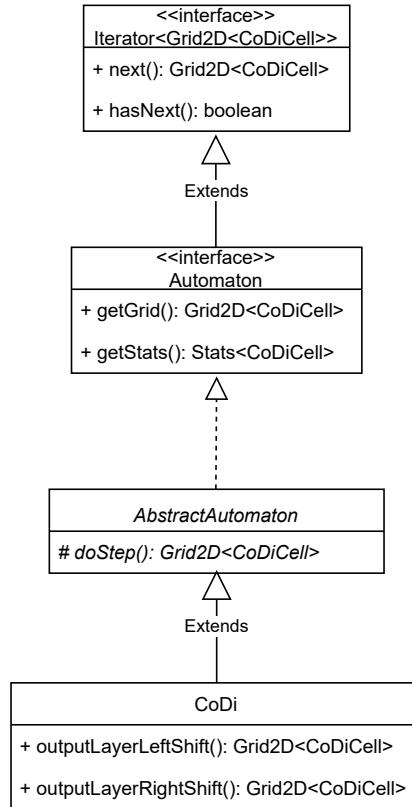 <<interface>>
Iterator<Grid2D<CoDiCell>>
+ next(): Grid2D<CoDiCell>
+ hasNext(): boolean
Extends
<<interface>>
Automaton
+ getGrid(): Grid2D<CoDiCell>
+ getStats(): Stats<CoDiCell>
AbstractAutomaton
# doStep(): Grid2D<CoDiCell>
Extends
CoDi
+ outputLayerLeftShift(): Grid2D<CoDiCell>
+ outputLayerRightShift(): Grid2D<CoDiCell>